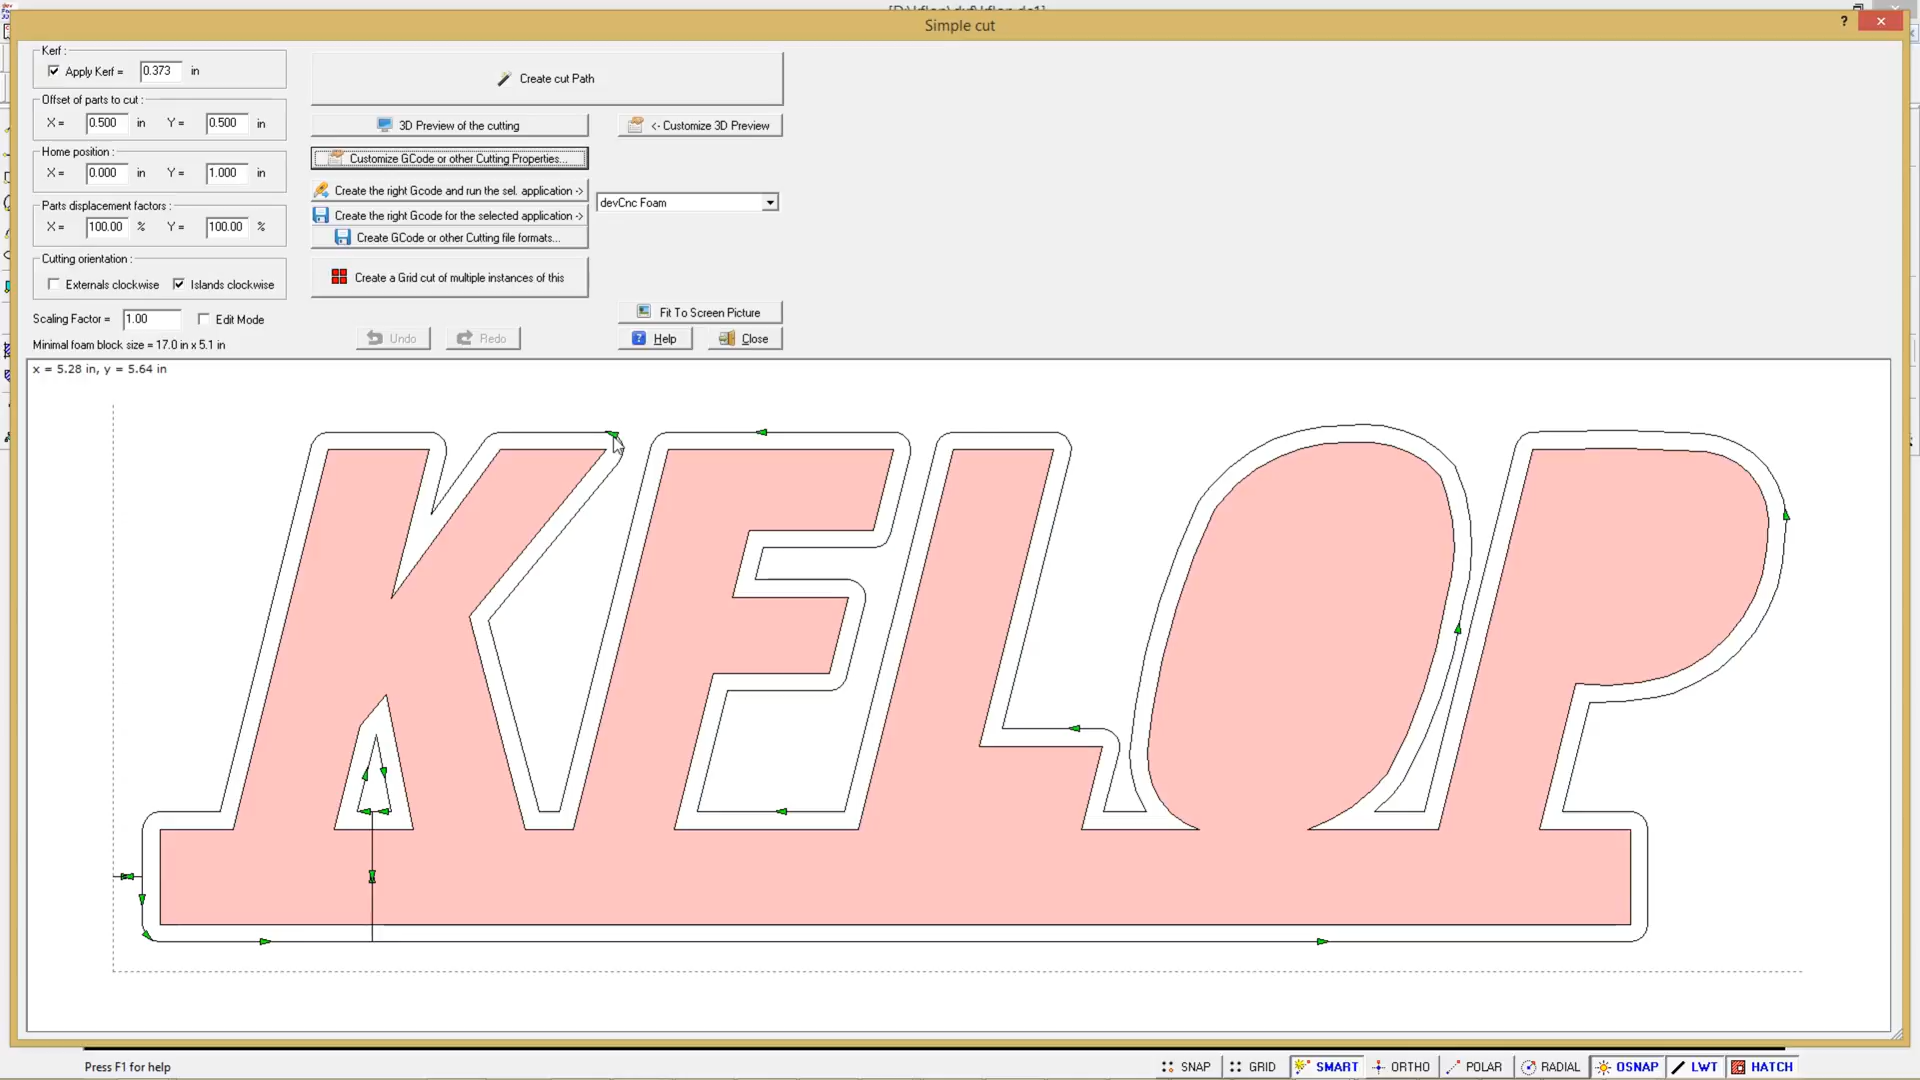 Simple cut
?
Kerf :
Apply Kerf = 0.373 in
Create cut Path
Offset of parts to cut :
X = 0.500 in Y = 0.500 in
3D Preview of the cutting
<- Customize 3D Preview
Home position :
X = 0.000 in Y = 1.000 in
Customize GCode or other Cutting Properties...
Create the right Gcode and run the sel. application ->
devCnc Foam
Parts displacement factors :
X = 100.00 % Y = 100.00 %
Create the right Gcode for the selected application ->
Create GCode or other Cutting file formats...
Cutting orientation :
Externals clockwise Islands clockwise
Create a Grid cut of multiple instances of this
Scaling Factor = 1.00 Edit Mode
Fit To Screen Picture
Undo Redo
? Help Close
Minimal foam block size = 17.0 in x 5.1 in
x = 5.28 in, y = 5.64 in
KFLOP
Press F1 for help
SNAP GRID SMART ORTHO POLAR RADIAL OSNAP LWT HATCH